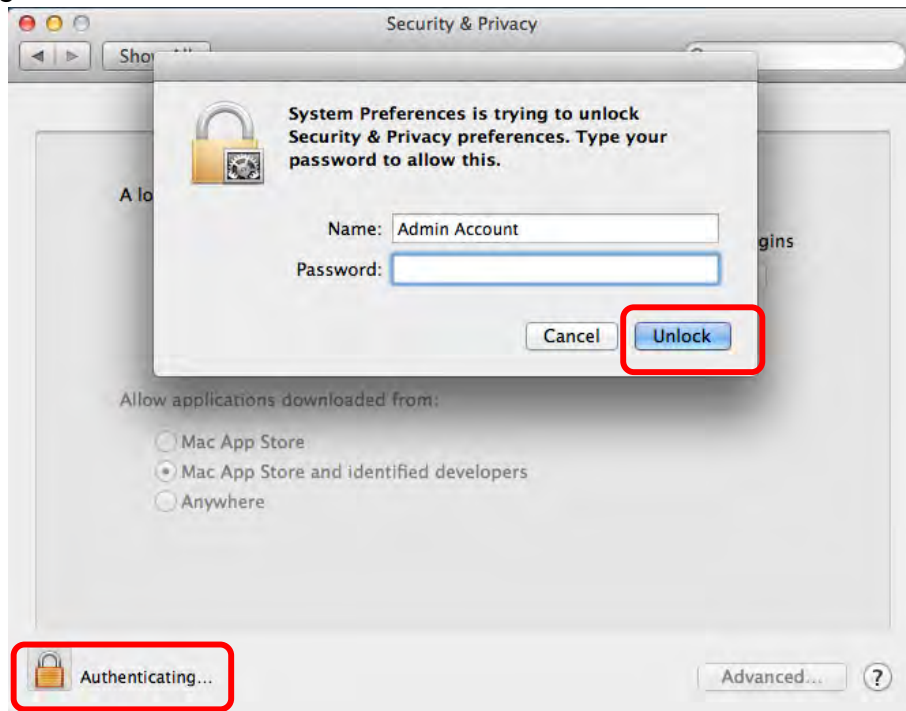 Security & Privacy
Show All
System Preferences is trying to unlock
Security & Privacy preferences. Type your
password to allow this.
A lo
Name: Admin Account
gins
Password:
Cancel Unlock
Allow applications downloaded from:
Mac App Store
Mac App Store and identified developers
Anywhere
Authenticating...
Advanced... ?